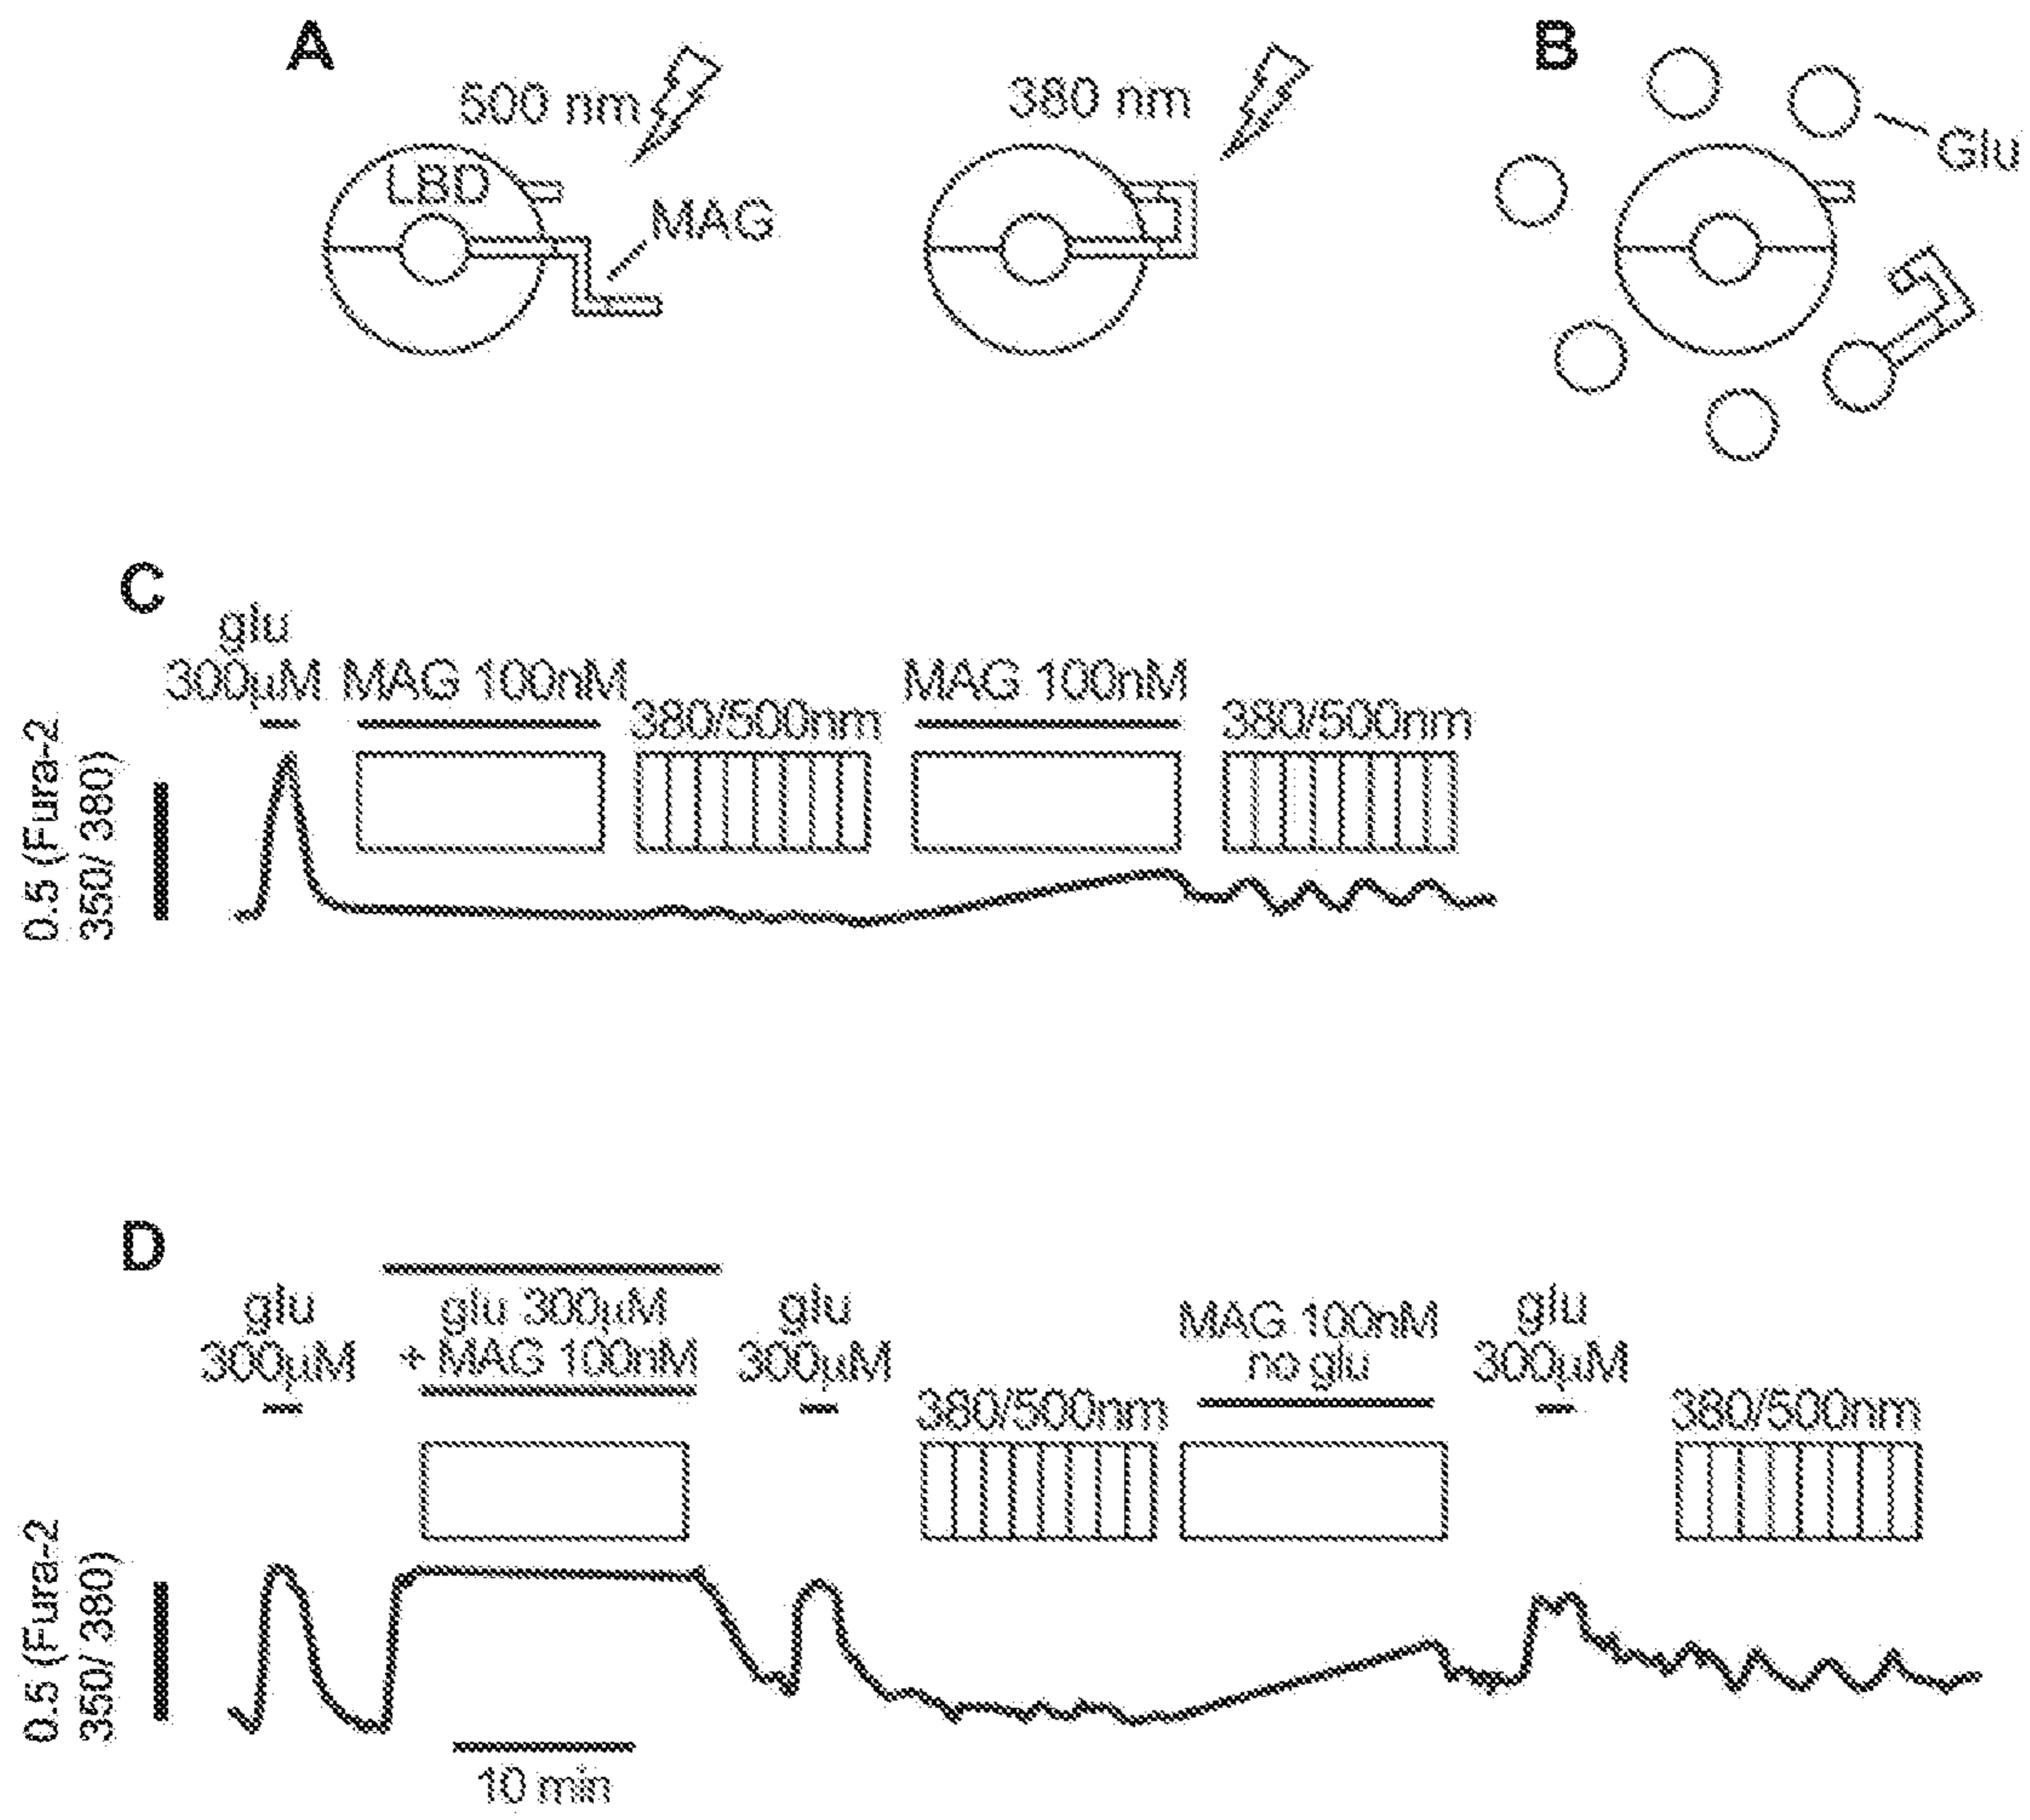 A
500 nm
LBD
MAG
380 nm
B
Glu
C
glu
300µM
MAG 100nM
380/500nm
MAG 100nM
380/500nm
0.5 (Fura-2
350/ 380)
D
glu
300µM
glu 300µM
+ MAG 100nM
glu
300µM
380/500nm
MAG 100nM
no glu
glu
300µM
380/500nm
0.5 (Fura-2
350/ 380)
10 min